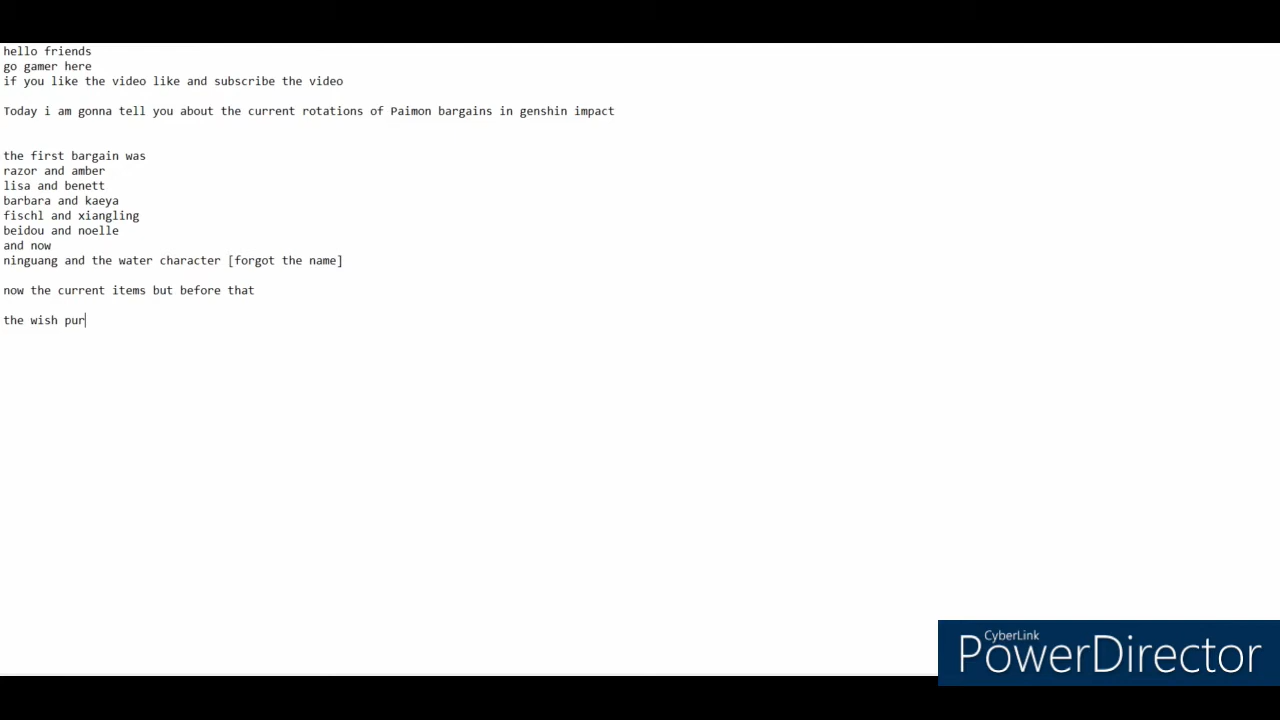 hello friends
go gamer here
if you like the video like and subscribe the video
Today i am gonna tell you about the current rotations of Paimon bargains in genshin impact
the first bargain was
razor and amber
lisa and benett
barbara and kaeya
fischl and xiangling
beidou and noelle
and now
ninguang and the water character [forgot the name]
now the current items but before that
the wish pur
CyberLink
PowerDirector